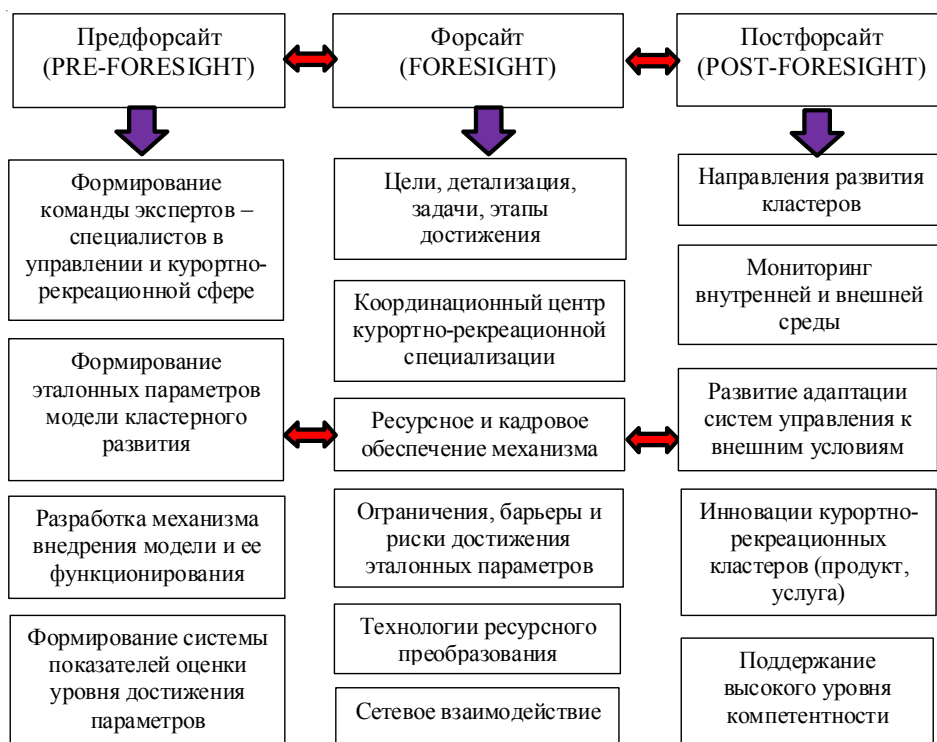 Предфорсайт
(PRE-FORESIGHT)
Форсайт
(FORESIGHT)
Постфорсайт
(POST-FORESIGHT)
Формирование
команды экспертов –
специалистов в
управлении и курортно-
рекреационной сфере
Формирование
эталонных параметров
модели кластерного
развития
Разработка механизма
внедрения модели и ее
функционирования
Формирование системы
показателей оценки
уровня достижения
параметров
Цели, детализация,
задачи, этапы
достижения
Координационный центр
курортно-рекреационной
специализации
Ресурсное и кадровое
обеспечение механизма
Ограничения, барьеры и
риски достижения
эталонных параметров
Технологии ресурсного
преобразования
Сетевое взаимодействие
Направления развития
кластеров
Мониторинг
внутренней и внешней
среды
Развитие адаптации
систем управления к
внешним условиям
Инновации курортно-
рекреационных
кластеров (продукт,
услуга)
Поддержание
высокого уровня
компетентности